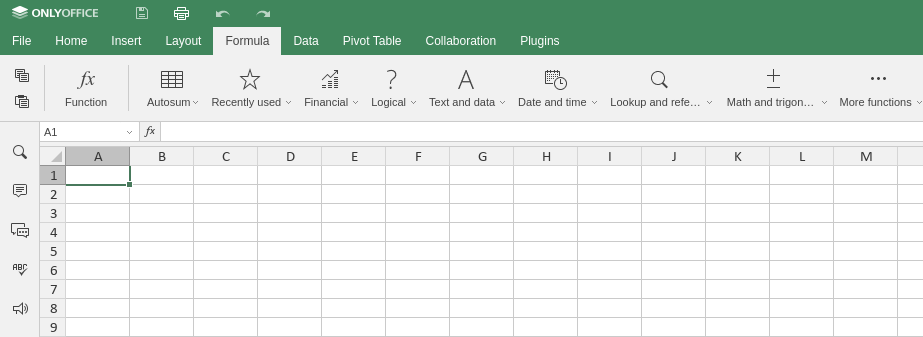 ONLYOFFICE
File Home Insert Layout Formula Data Pivot Table Collaboration Plugins
fx
Function Autosum Recently used Financial Logical Text and data Date and time Lookup and refe... Math and trigon... More functions
A1 fx
A B C D E F G H I J K L M
1
2
3
4
5
6
7
8
9
ABC